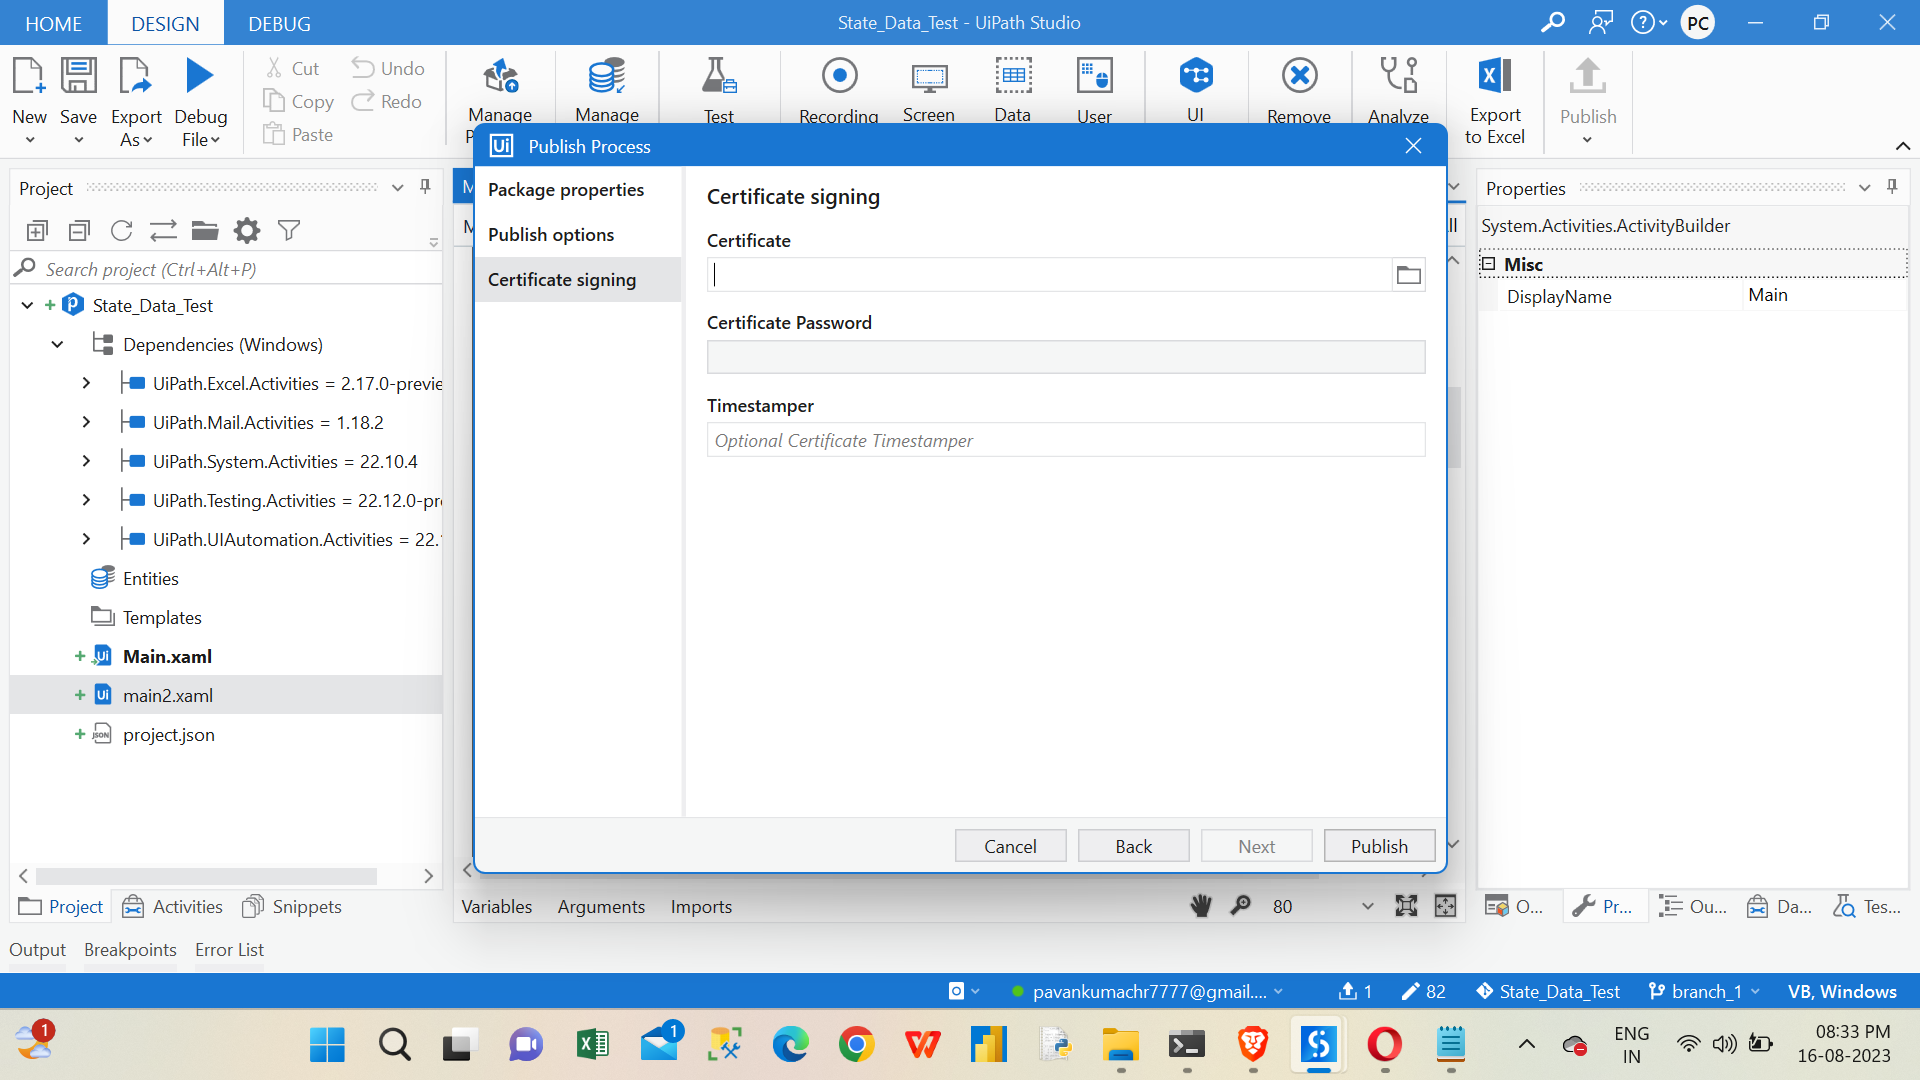 HOME DESIGN DEBUG State_Data_Test - UiPath Studio PC
New Save Export As Debug File
Cut Copy Paste Undo Redo
Manage Manage Test Recording Screen Data User UI Remove Analyze
Export to Excel Publish
Project
Search project (Ctrl+Alt+P)
State_Data_Test
Dependencies (Windows)
UiPath.Excel.Activities = 2.17.0-previe
UiPath.Mail.Activities = 1.18.2
UiPath.System.Activities = 22.10.4
UiPath.Testing.Activities = 22.12.0-pr
UiPath.UIAutomation.Activities = 22.
Entities
Templates
Main.xaml
main2.xaml
project.json
Project Activities Snippets
Ui Publish Process
Package properties
Publish options
Certificate signing
Certificate signing
Certificate
Certificate Password
Timestamper
Optional Certificate Timestamper
Cancel Back Next Publish
Variables Arguments Imports 80
Properties
System.Activities.ActivityBuilder
Misc
DisplayName Main
O... Pr... Ou... Da... Tes...
Output Breakpoints Error List
pavankumachr7777@gmail.... 1 82 State_Data_Test branch_1 VB, Windows
1 1 ENG IN 08:33 PM
16-08-2023